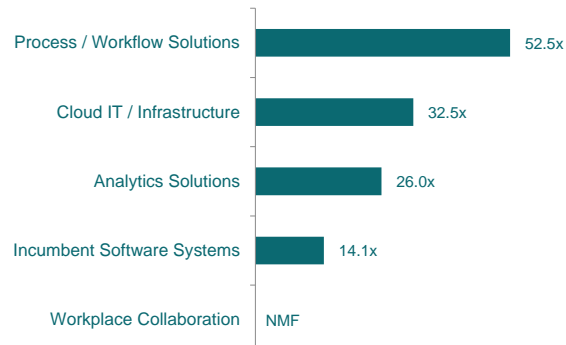 Process / Workflow Solutions 52.5x
Cloud IT / Infrastructure 32.5x
Analytics Solutions 26.0x
Incumbent Software Systems 14.1x
Workplace Collaboration NMF